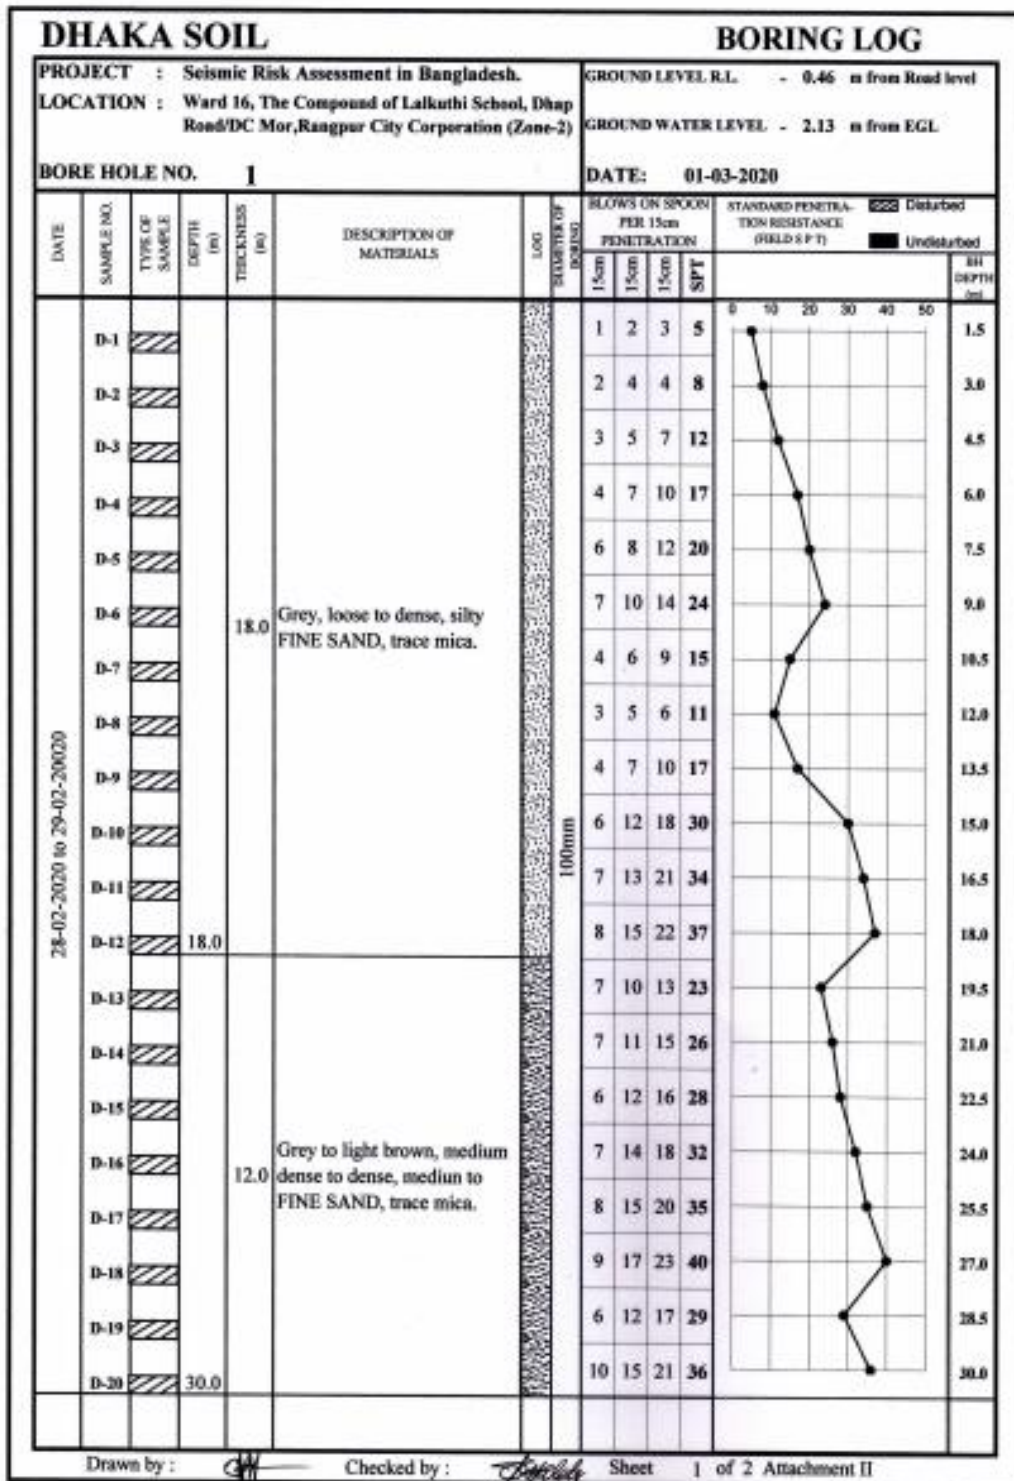 DHAKA SOIL
BORING LOG
PROJECT : Seismic Risk Assessment in Bangladesh.
LOCATION : Ward 16, The Compound of Lalkuthi School, Dhap
Road/DC Mor,Rangpur City Corporation (Zone-2)
BORE HOLE NO. 1
GROUND LEVEL R.L. - 0.46 m from Road level
GROUND WATER LEVEL - 2.13 m from EGL
DATE: 01-03-2020
DATE
SAMPLE NO.
TYPE OF SAMPLE
DEPTH (m)
THICKNESS (m)
DESCRIPTION OF
MATERIALS
LOG
DIAMETER OF BORING
BLOWS ON SPOON
PER 15cm
PENETRATION
15cm 15cm 15cm SPT
STANDARD PENETRA-
TION RESISTANCE
(FIELD S P T)
Disturbed
Undisturbed
BH
DEPTH
(m)
0 10 20 30 40 50
D-1 1 2 3 5 1.5
D-2 2 4 4 8 3.0
D-3 3 5 7 12 4.5
D-4 4 7 10 17 6.0
D-5 6 8 12 20 7.5
D-6 7 10 14 24 9.0
18.0 Grey, loose to dense, silty
FINE SAND, trace mica.
D-7 4 6 9 15 10.5
D-8 3 5 6 11 12.0
D-9 4 7 10 17 13.5
D-10 6 12 18 30 15.0
D-11 7 13 21 34 16.5
D-12 18.0 8 15 22 37 18.0
28-02-2020 to 29-02-20020
100mm
D-13 7 10 13 23 19.5
D-14 7 11 15 26 21.0
D-15 6 12 16 28 22.5
D-16 7 14 18 32 24.0
12.0 Grey to light brown, medium
dense to dense, mediun to
FINE SAND, trace mica.
D-17 8 15 20 35 25.5
D-18 9 17 23 40 27.0
D-19 6 12 17 29 28.5
D-20 30.0 10 15 21 36 30.0
Drawn by : Checked by : Sheet 1 of 2 Attachment II